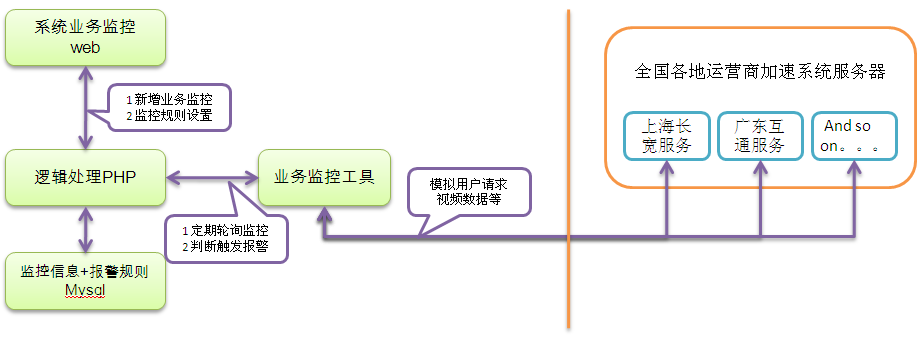 系统业务监控
web
全国各地运营商加速系统服务器
1 新增业务监控
2 监控规则设置
上海长
宽服务
广东互
通服务
And so
on。。。
逻辑处理PHP
业务监控工具
模拟用户请求
视频数据等
1 定期轮询监控
2 判断触发报警
监控信息+报警规则
Mysql